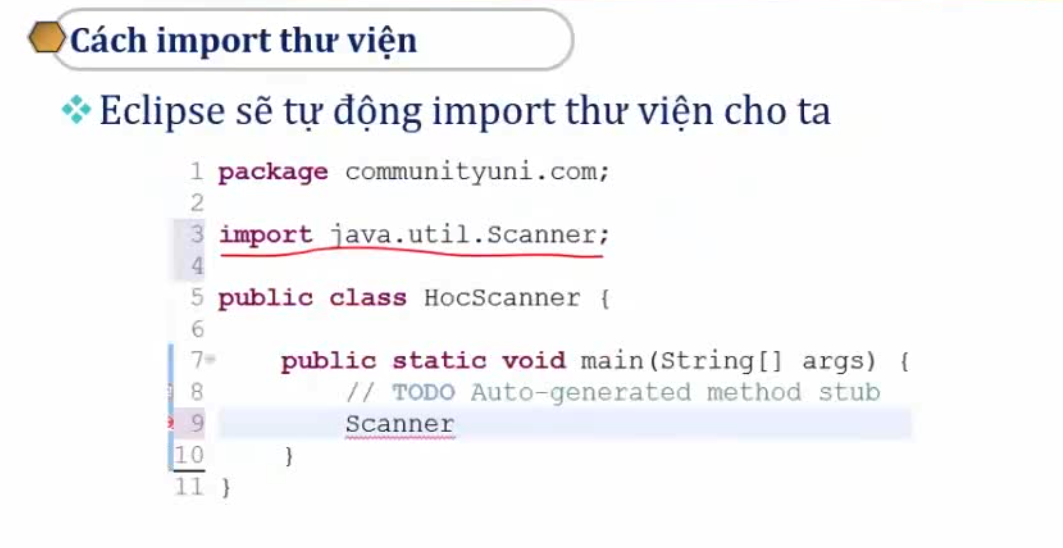 Cách import thư viện
Eclipse sẽ tự động import thư viện cho ta
1 package communityuni.com;
2
3 import java.util.Scanner;
4
5 public class HocScanner {
6
7 public static void main(String[] args) {
8 // TODO Auto-generated method stub
9 Scanner
10 }
11 }